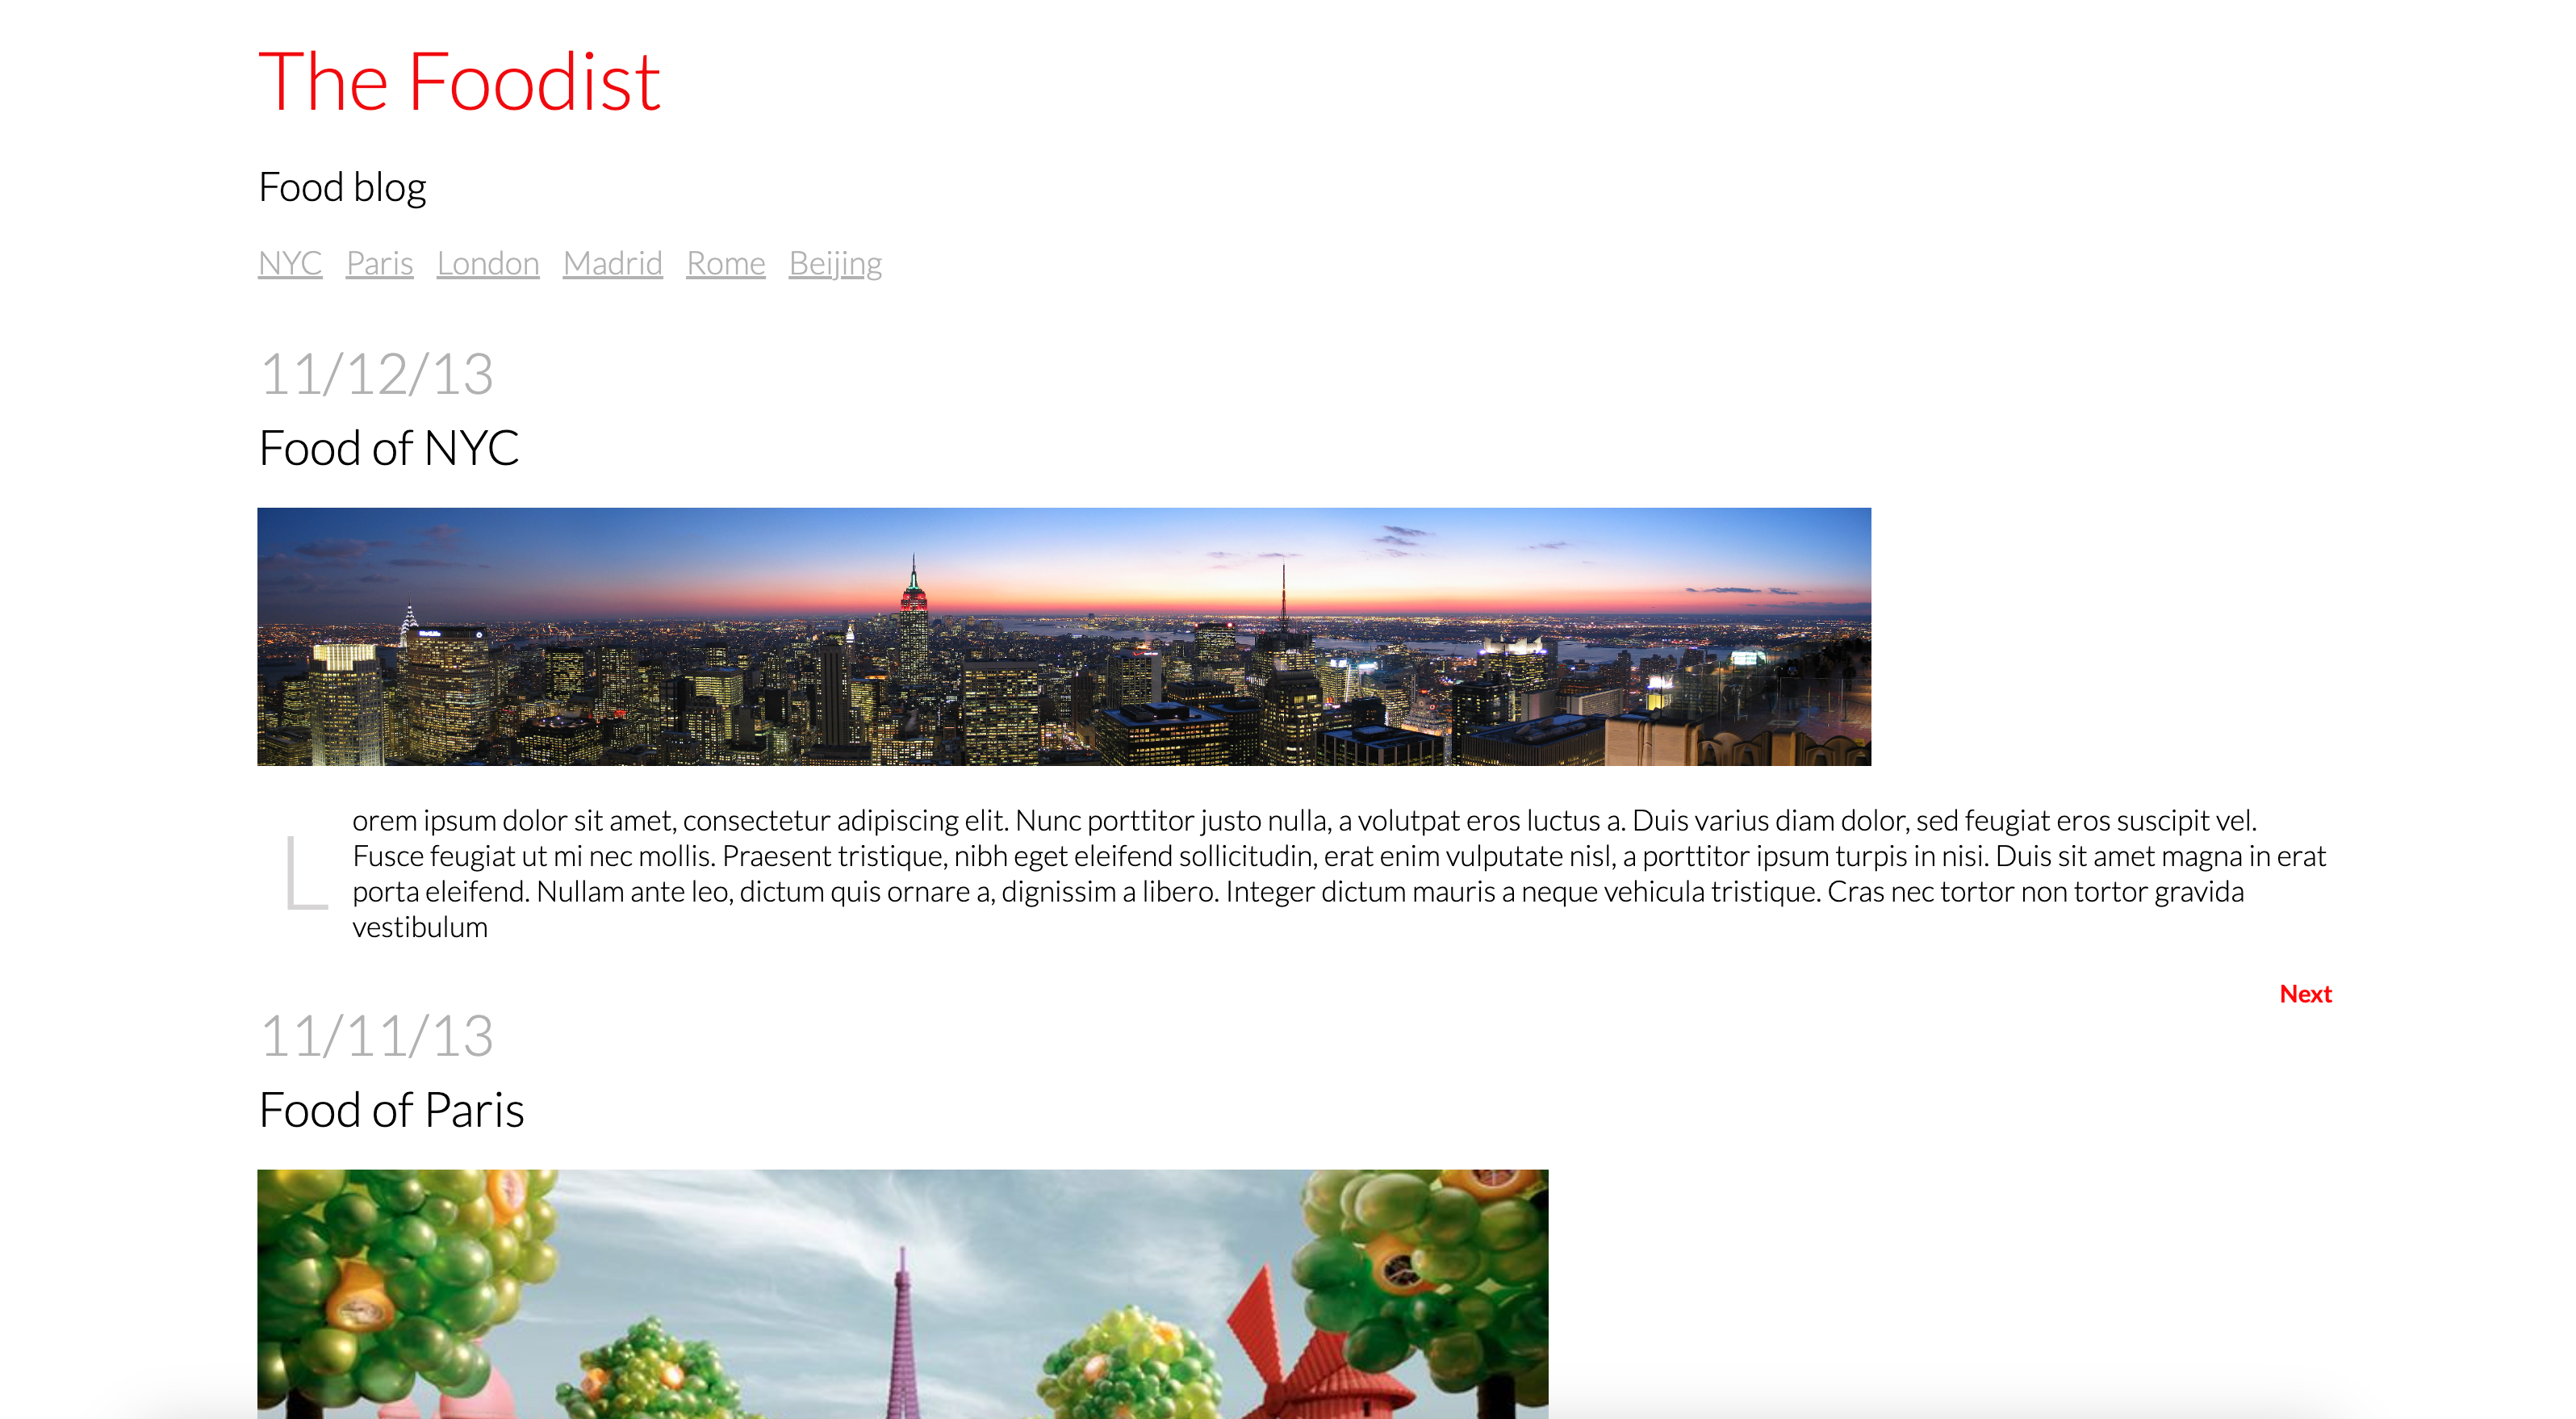 The Foodist
Food blog
NYC Paris London Madrid Rome Beijing
11/12/13
Food of NYC
Lorem ipsum dolor sit amet, consectetur adipiscing elit. Nunc porttitor justo nulla, a volutpat eros luctus a. Duis varius diam dolor, sed feugiat eros suscipit vel.
Fusce feugiat ut mi nec mollis. Praesent tristique, nibh eget eleifend sollicitudin, erat enim vulputate nisl, a porttitor ipsum turpis in nisi. Duis sit amet magna in erat
porta eleifend. Nullam ante leo, dictum quis ornare a, dignissim a libero. Integer dictum mauris a neque vehicula tristique. Cras nec tortor non tortor gravida
vestibulum
Next
11/11/13
Food of Paris